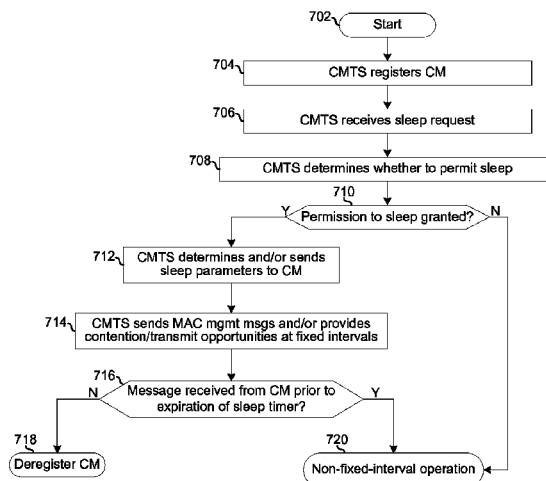 702
Start
704
CMTS registers CM
706
CMTS receives sleep request
708
CMTS determines whether to permit sleep
710
Y
Permission to sleep granted?
N
712
CMTS determines and/or sends
sleep parameters to CM
714
CMTS sends MAC mgmt msgs and/or provides
contention/transmit opportunities at fixed intervals
716
N
Message received from CM prior to
expiration of sleep timer?
Y
718
Deregister CM
720
Non-fixed-interval operation